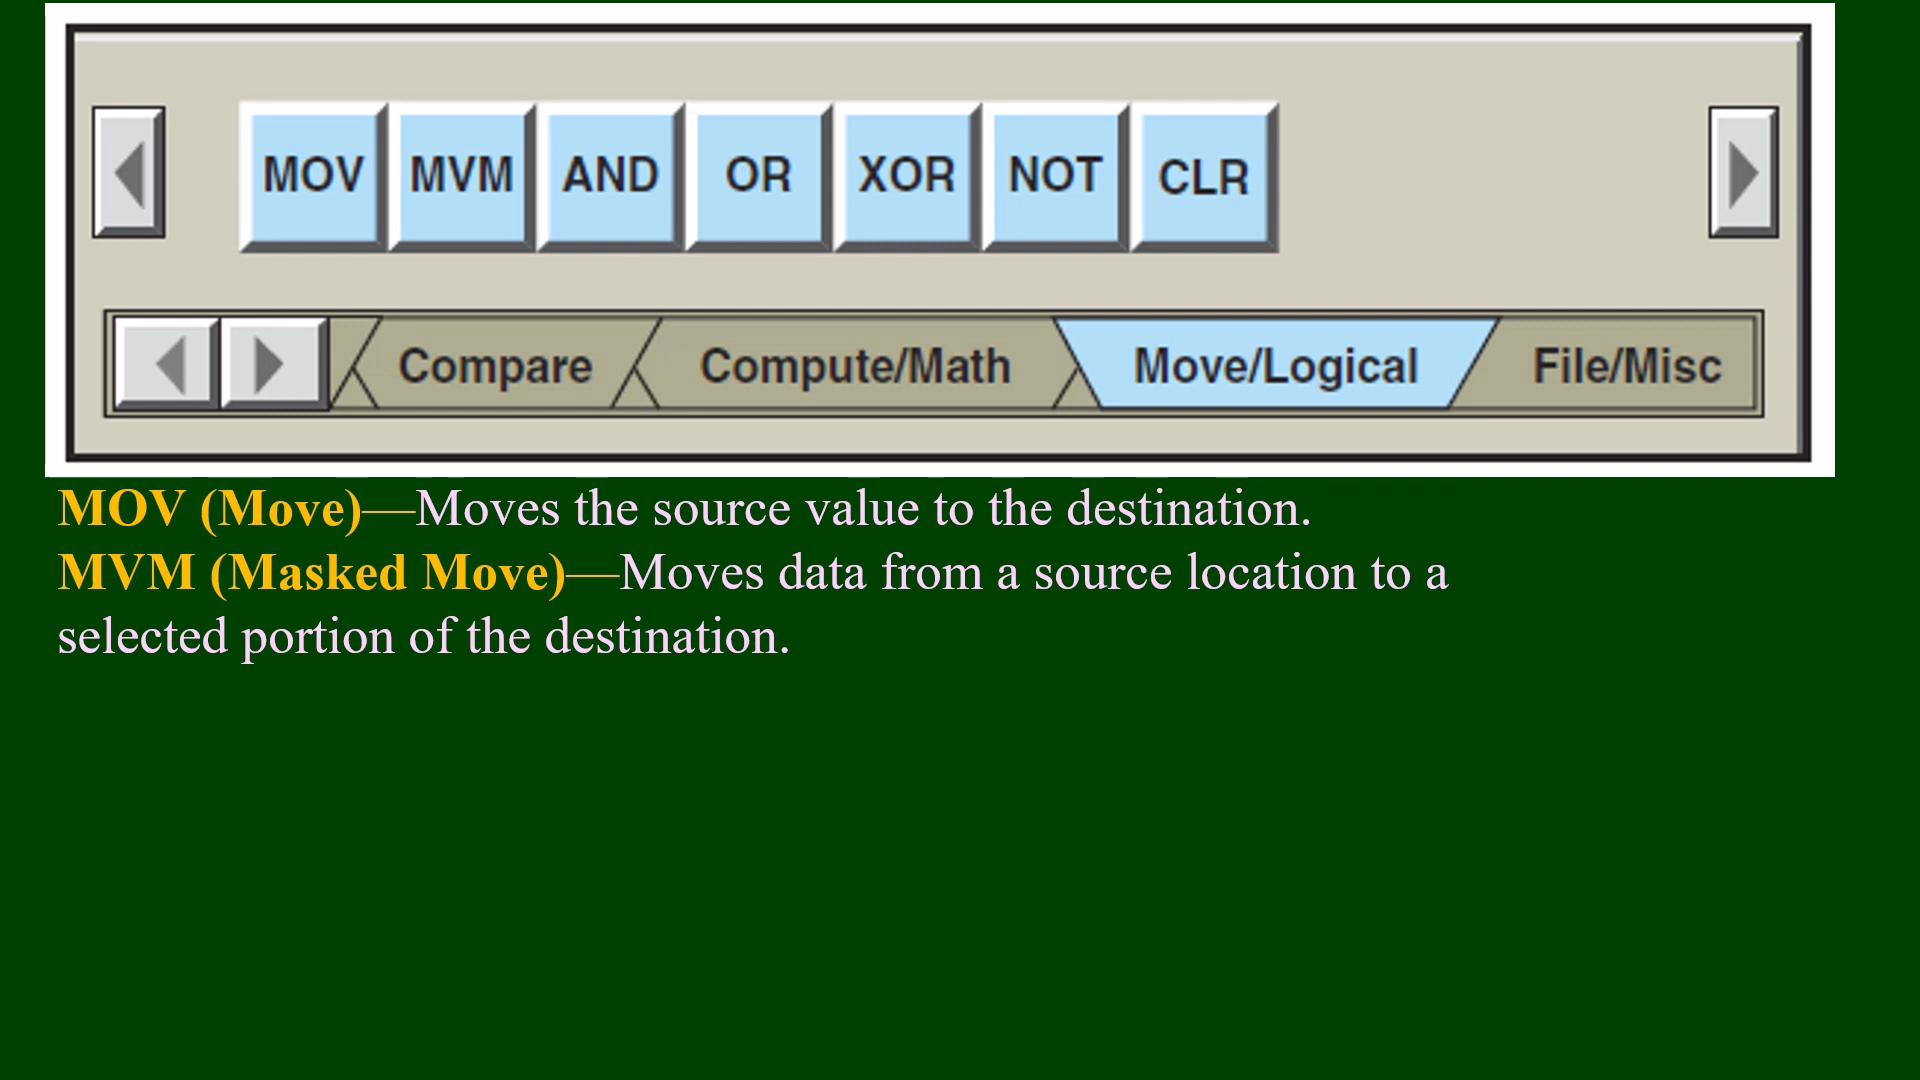 MOV MVM AND OR XOR NOT CLR
Compare Compute/Math Move/Logical File/Misc
MOV (Move)—Moves the source value to the destination.
MVM (Masked Move)—Moves data from a source location to a
selected portion of the destination.